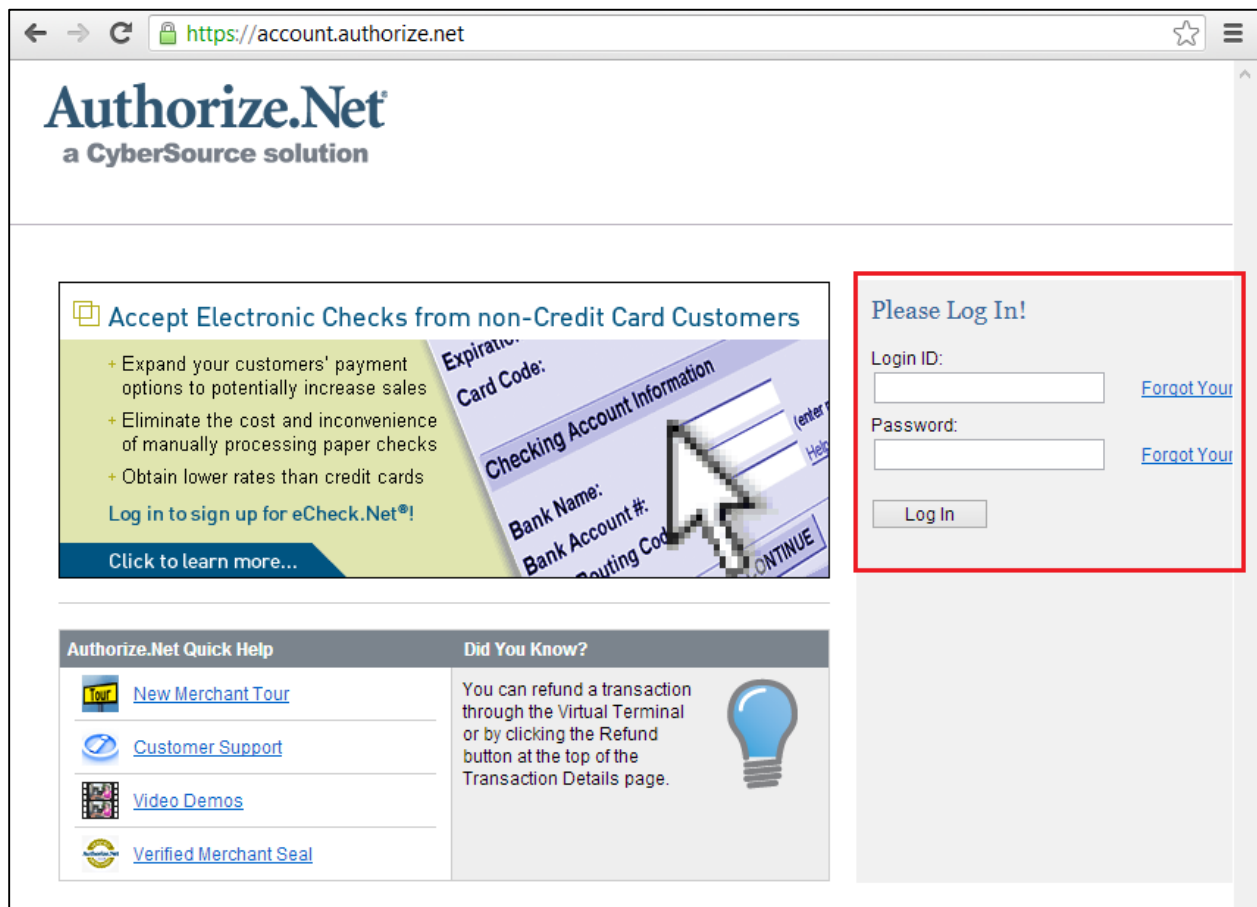 https://account.authorize.net
Authorize.Net®
a CyberSource solution
Accept Electronic Checks from non-Credit Card Customers
+ Expand your customers' payment
options to potentially increase sales
+ Eliminate the cost and inconvenience
of manually processing paper checks
+ Obtain lower rates than credit cards
Log in to sign up for eCheck.Net®!
Click to learn more...
Card Code:
Checking Account Information
(enter
Help
Bank Name:
Bank Account #:
Routing Cod
CONTINUE
Please Log In!
Login ID:
Forgot Your
Password:
Forgot Your
Log In
Authorize.Net Quick Help
Tour
New Merchant Tour
Customer Support
Video Demos
Verified Merchant Seal
Did You Know?
You can refund a transaction
through the Virtual Terminal
or by clicking the Refund
button at the top of the
Transaction Details page.